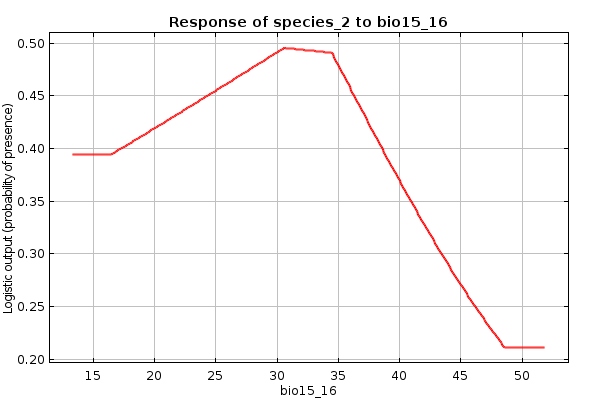 Response of species_2 to bio15_16
Logistic output (probability of presence)
0.50
0.45
0.40
0.35
0.30
0.25
0.20
15 20 25 30 35 40 45 50
bio15_16